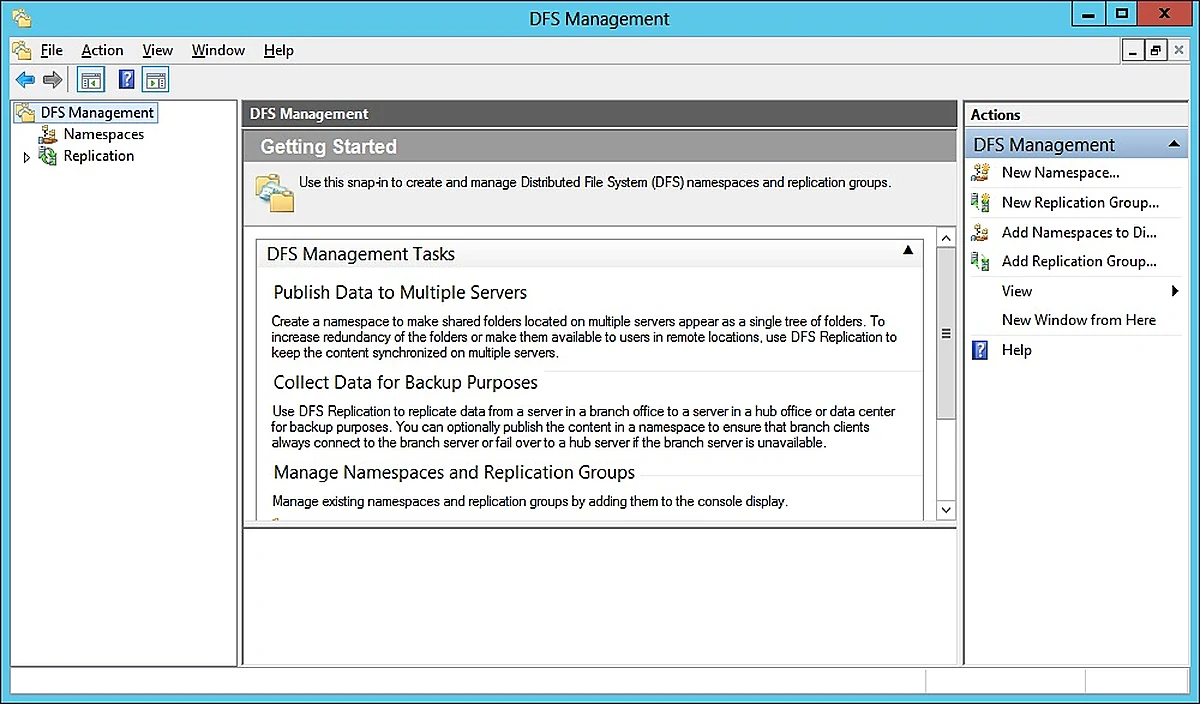 DFS Management
File Action View Window Help
DFS Management
Namespaces
Replication
DFS Management
Getting Started
Use this snap-in to create and manage Distributed File System (DFS) namespaces and replication groups.
DFS Management Tasks
Publish Data to Multiple Servers
Create a namespace to make shared folders located on multiple servers appear as a single tree of folders. To
increase redundancy of the folders or make them available to users in remote locations, use DFS Replication to
keep the content synchronized on multiple servers.
Collect Data for Backup Purposes
Use DFS Replication to replicate data from a server in a branch office to a server in a hub office or data center
for backup purposes. You can optionally publish the content in a namespace to ensure that branch clients
always connect to the branch server or fail over to a hub server if the branch server is unavailable.
Manage Namespaces and Replication Groups
Manage existing namespaces and replication groups by adding them to the console display.
Actions
DFS Management
New Namespace...
New Replication Group...
Add Namespaces to Di...
Add Replication Group...
View
New Window from Here
Help